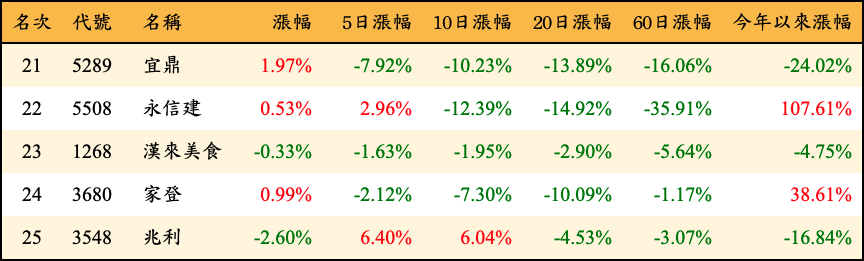 名次 代號 名稱 漲幅 5日漲幅 10日漲幅 20日漲幅 60日漲幅 今年以來漲幅
21 5289 宜鼎 1.97% -7.92% -10.23% -13.89% -16.06% -24.02%
22 5508 永信建 0.53% 2.96% -12.39% -14.92% -35.91% 107.61%
23 1268 漢來美食 -0.33% -1.63% -1.95% -2.90% -5.64% -4.75%
24 3680 家登 0.99% -2.12% -7.30% -10.09% -1.17% 38.61%
25 3548 兆利 -2.60% 6.40% 6.04% -4.53% -3.07% -16.84%